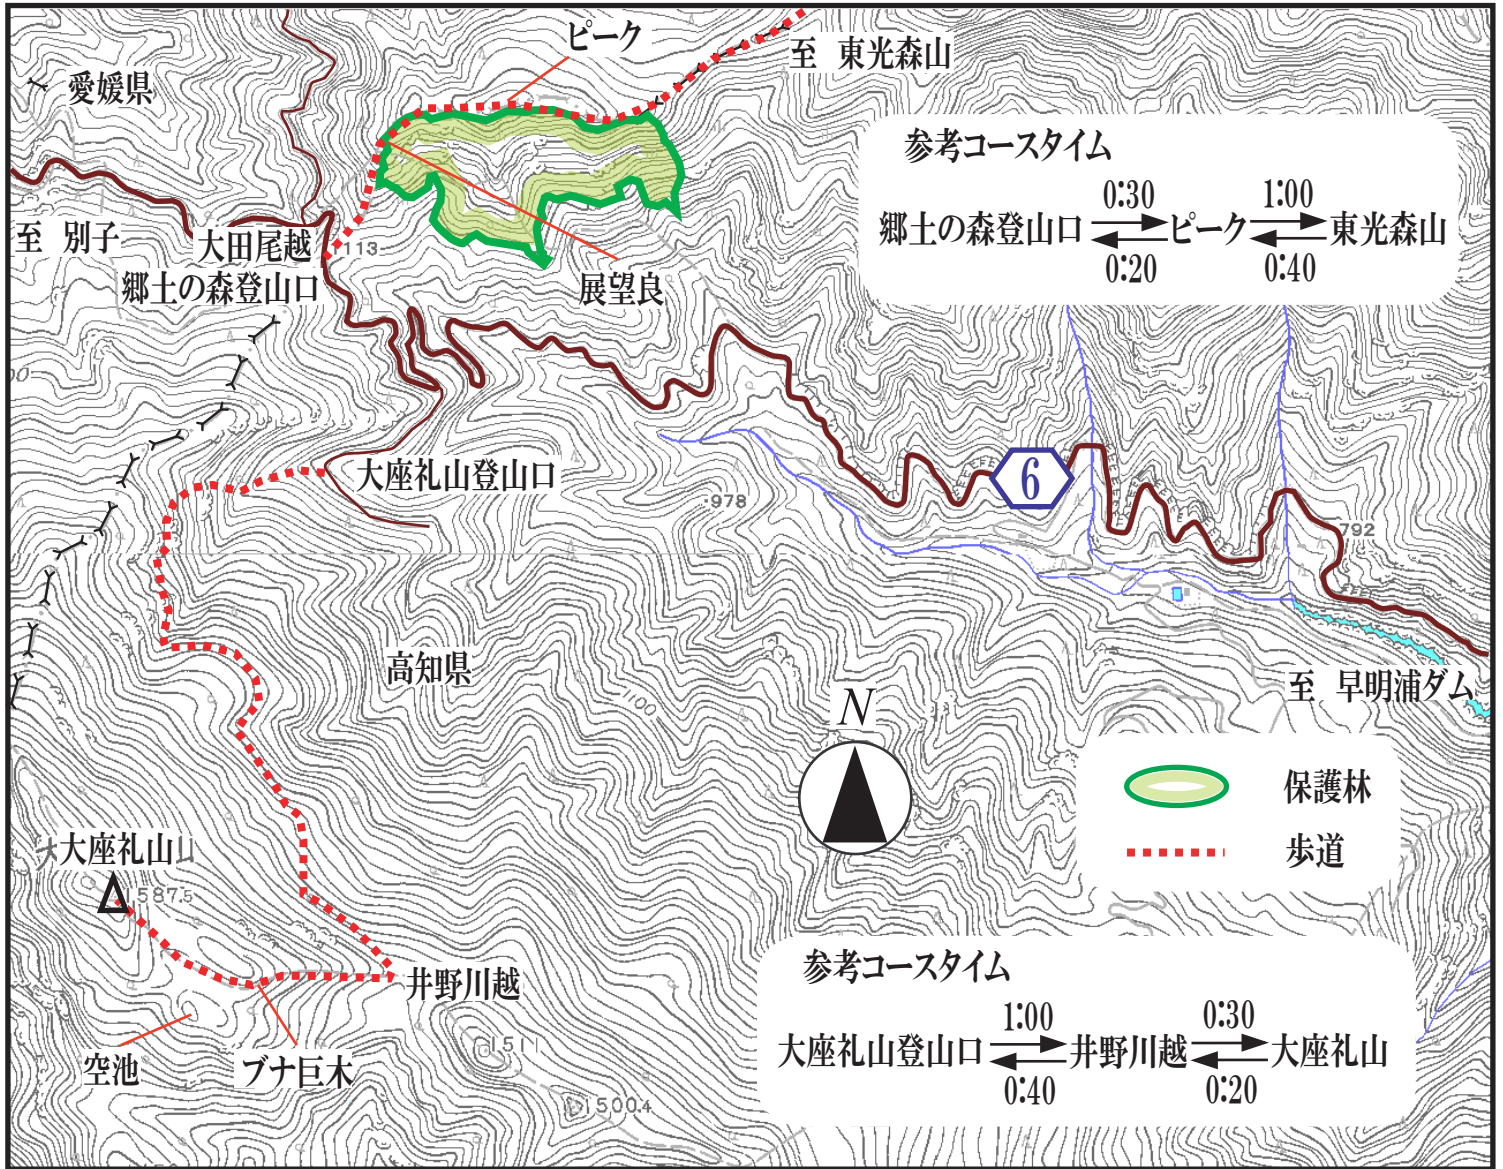 ピーク
至 東光森山
愛媛県
参考コースタイム
0:30 1:00
郷土の森登山口 ピーク 東光森山
0:20 0:40
至 別子
大田尾越
郷土の森登山口
113
展望良
大座礼山登山口
6
978
792
高知県
1100
至 早明浦ダム
N
保護林
歩道
大座礼山
1587.5
井野川越
空池
ブナ巨木
1511
1500.4
参考コースタイム
1:00 0:30
大座礼山登山口 井野川越 大座礼山
0:40 0:20